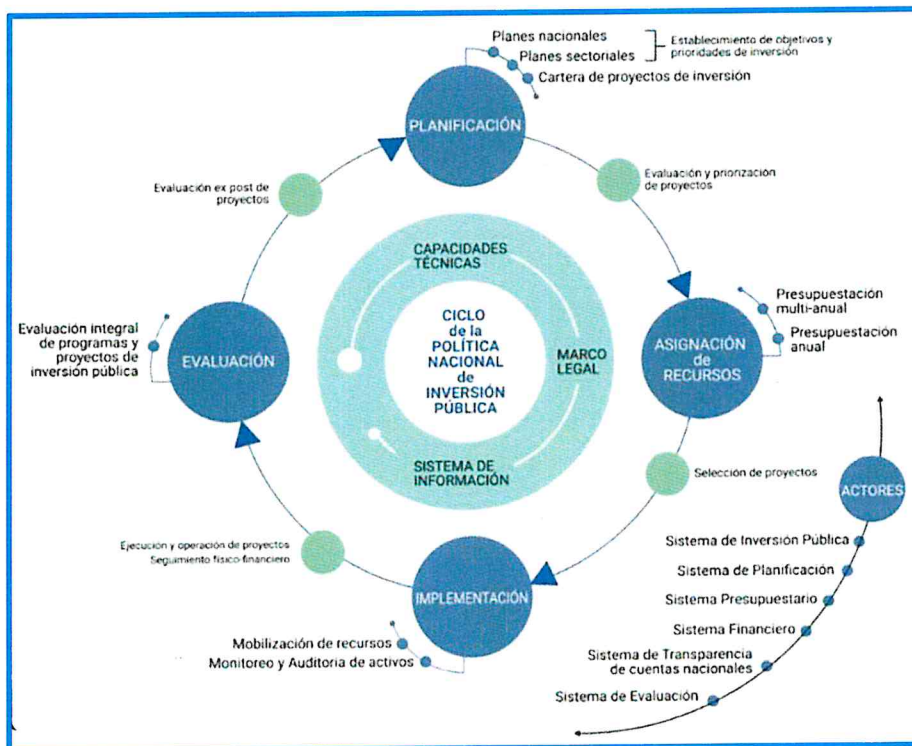 Planes nacionales
Planes sectoriales
Cartera de proyectos de inversión
Establecimiento de objetivos y
prioridades de inversión
PLANIFICACIÓN
Evaluación y priorización
de proyectos
Presupuestación
multi-anual
Presupuestación
anual
ASIGNACIÓN
de
RECURSOS
Selección de proyectos
IMPLEMENTACIÓN
Mobilización de recursos
Monitoreo y Auditoria de activos
Ejecución y operación de proyectos
Seguimiento físico-financiero
EVALUACIÓN
Evaluación integral
de programas y
proyectos de
inversión pública
Evaluación ex post de
proyectos
CAPACIDADES
TÉCNICAS
MARCO
LEGAL
SISTEMA DE
INFORMACIÓN
CICLO
de la
POLÍTICA
NACIONAL
de
INVERSIÓN
PÚBLICA
ACTORES
Sistema de Inversión Pública
Sistema de Planificación
Sistema Presupuestario
Sistema Financiero
Sistema de Transparencia
de cuentas nacionales
Sistema de Evaluación